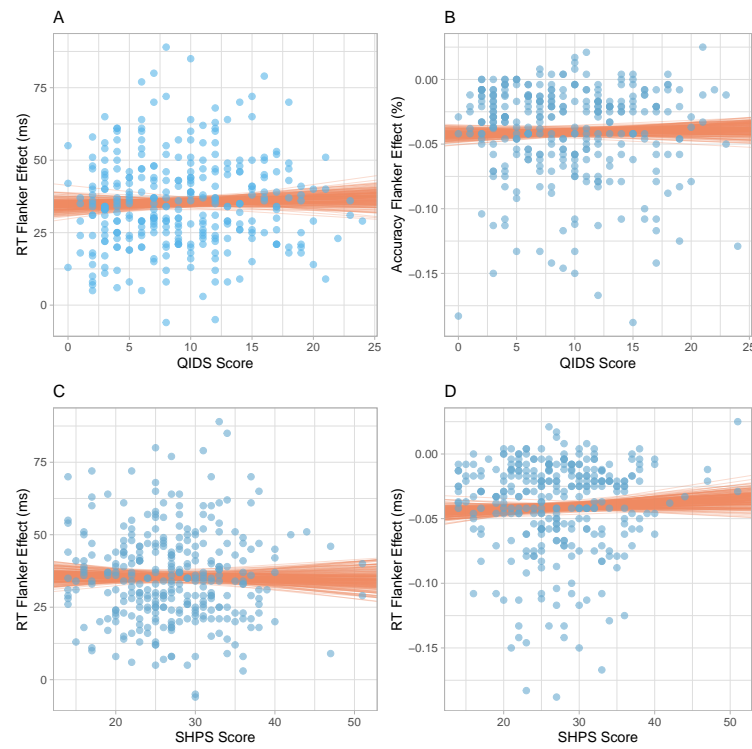 A
RT Flanker Effect (ms)
75
50
25
0
0 5 10 15 20 25
QIDS Score
B
Accuracy Flanker Effect (%)
0.00
−0.05
−0.10
−0.15
0 5 10 15 20 25
QIDS Score
C
RT Flanker Effect (ms)
75
50
25
0
20 30 40 50
SHPS Score
D
RT Flanker Effect (ms)
0.00
−0.05
−0.10
−0.15
20 30 40 50
SHPS Score